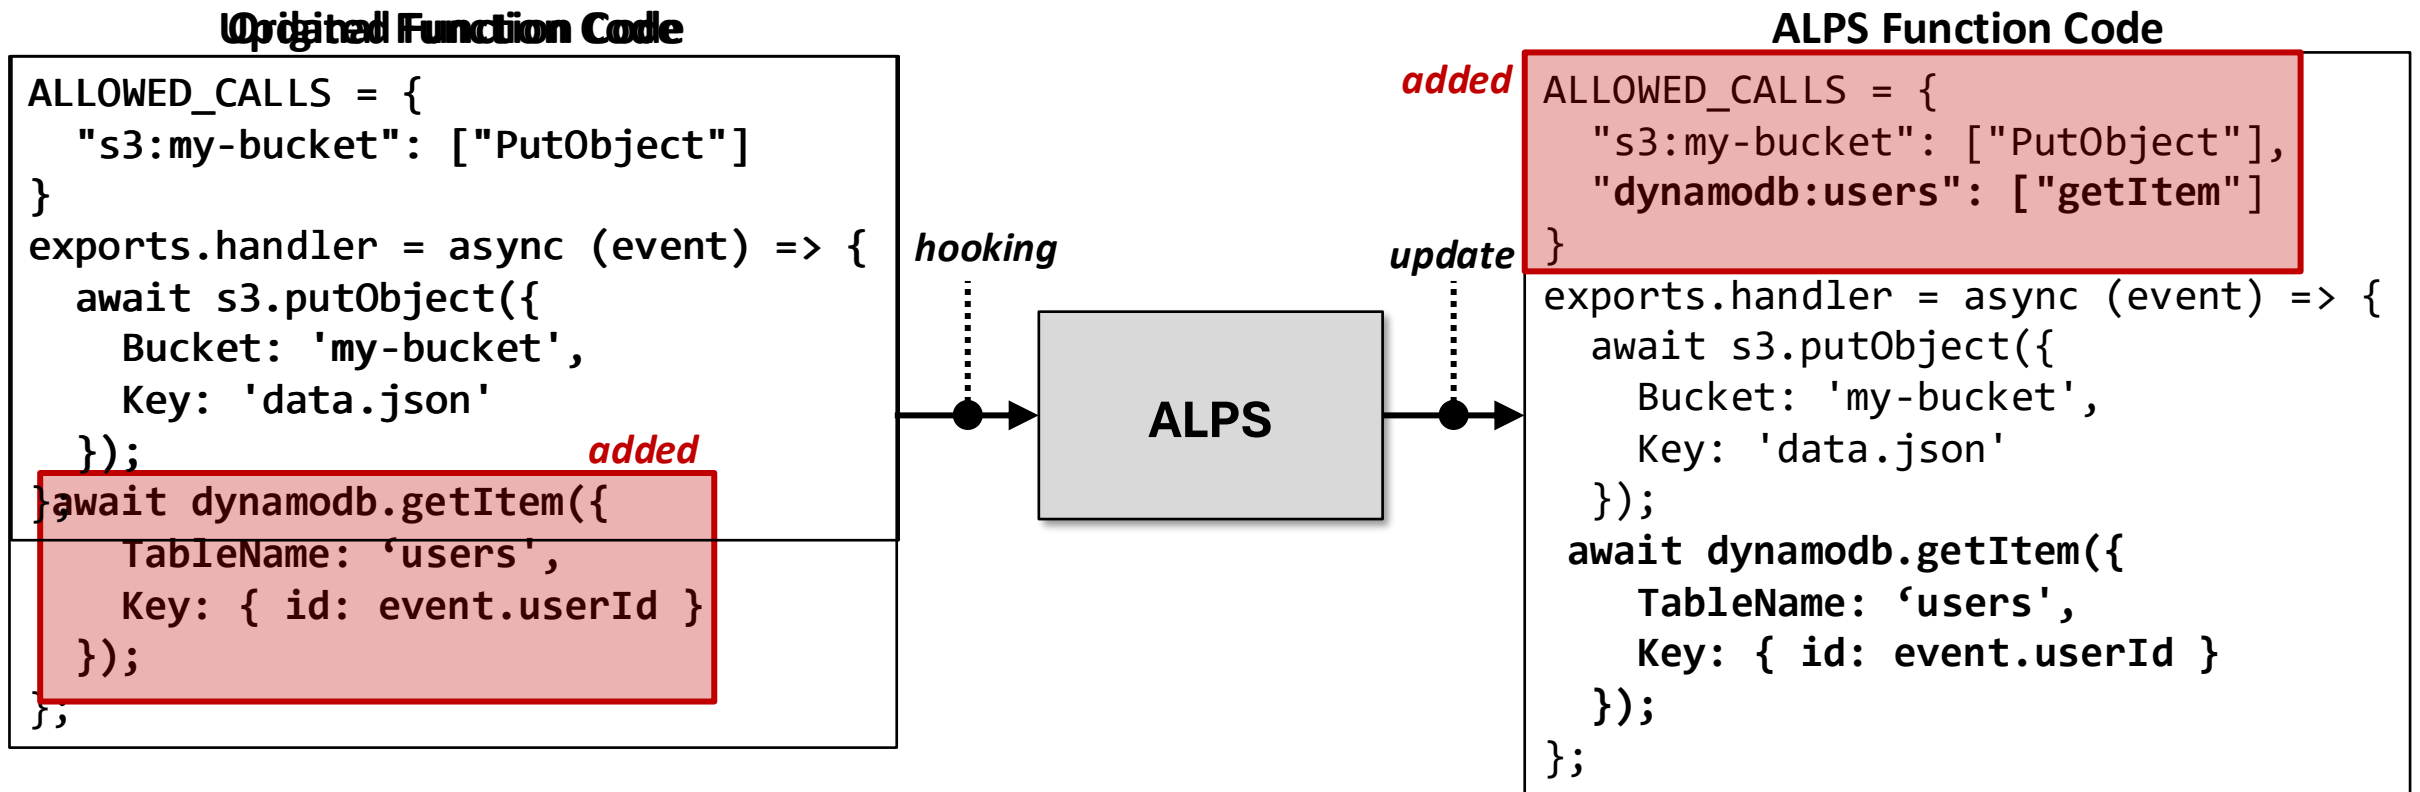 Original Function Code
Updated Function Code
ALLOWED_CALLS = {
"s3:my-bucket": ["PutObject"]
}
exports.handler = async (event) => {
await s3.putObject({
Bucket: 'my-bucket',
Key: 'data.json'
});
added
};
await dynamodb.getItem({
TableName: ‘users',
Key: { id: event.userId }
});
};
hooking
ALPS
update
ALPS Function Code
added
ALLOWED_CALLS = {
"s3:my-bucket": ["PutObject"],
"dynamodb:users": ["getItem"]
}
exports.handler = async (event) => {
await s3.putObject({
Bucket: 'my-bucket',
Key: 'data.json'
});
await dynamodb.getItem({
TableName: ‘users',
Key: { id: event.userId }
});
};